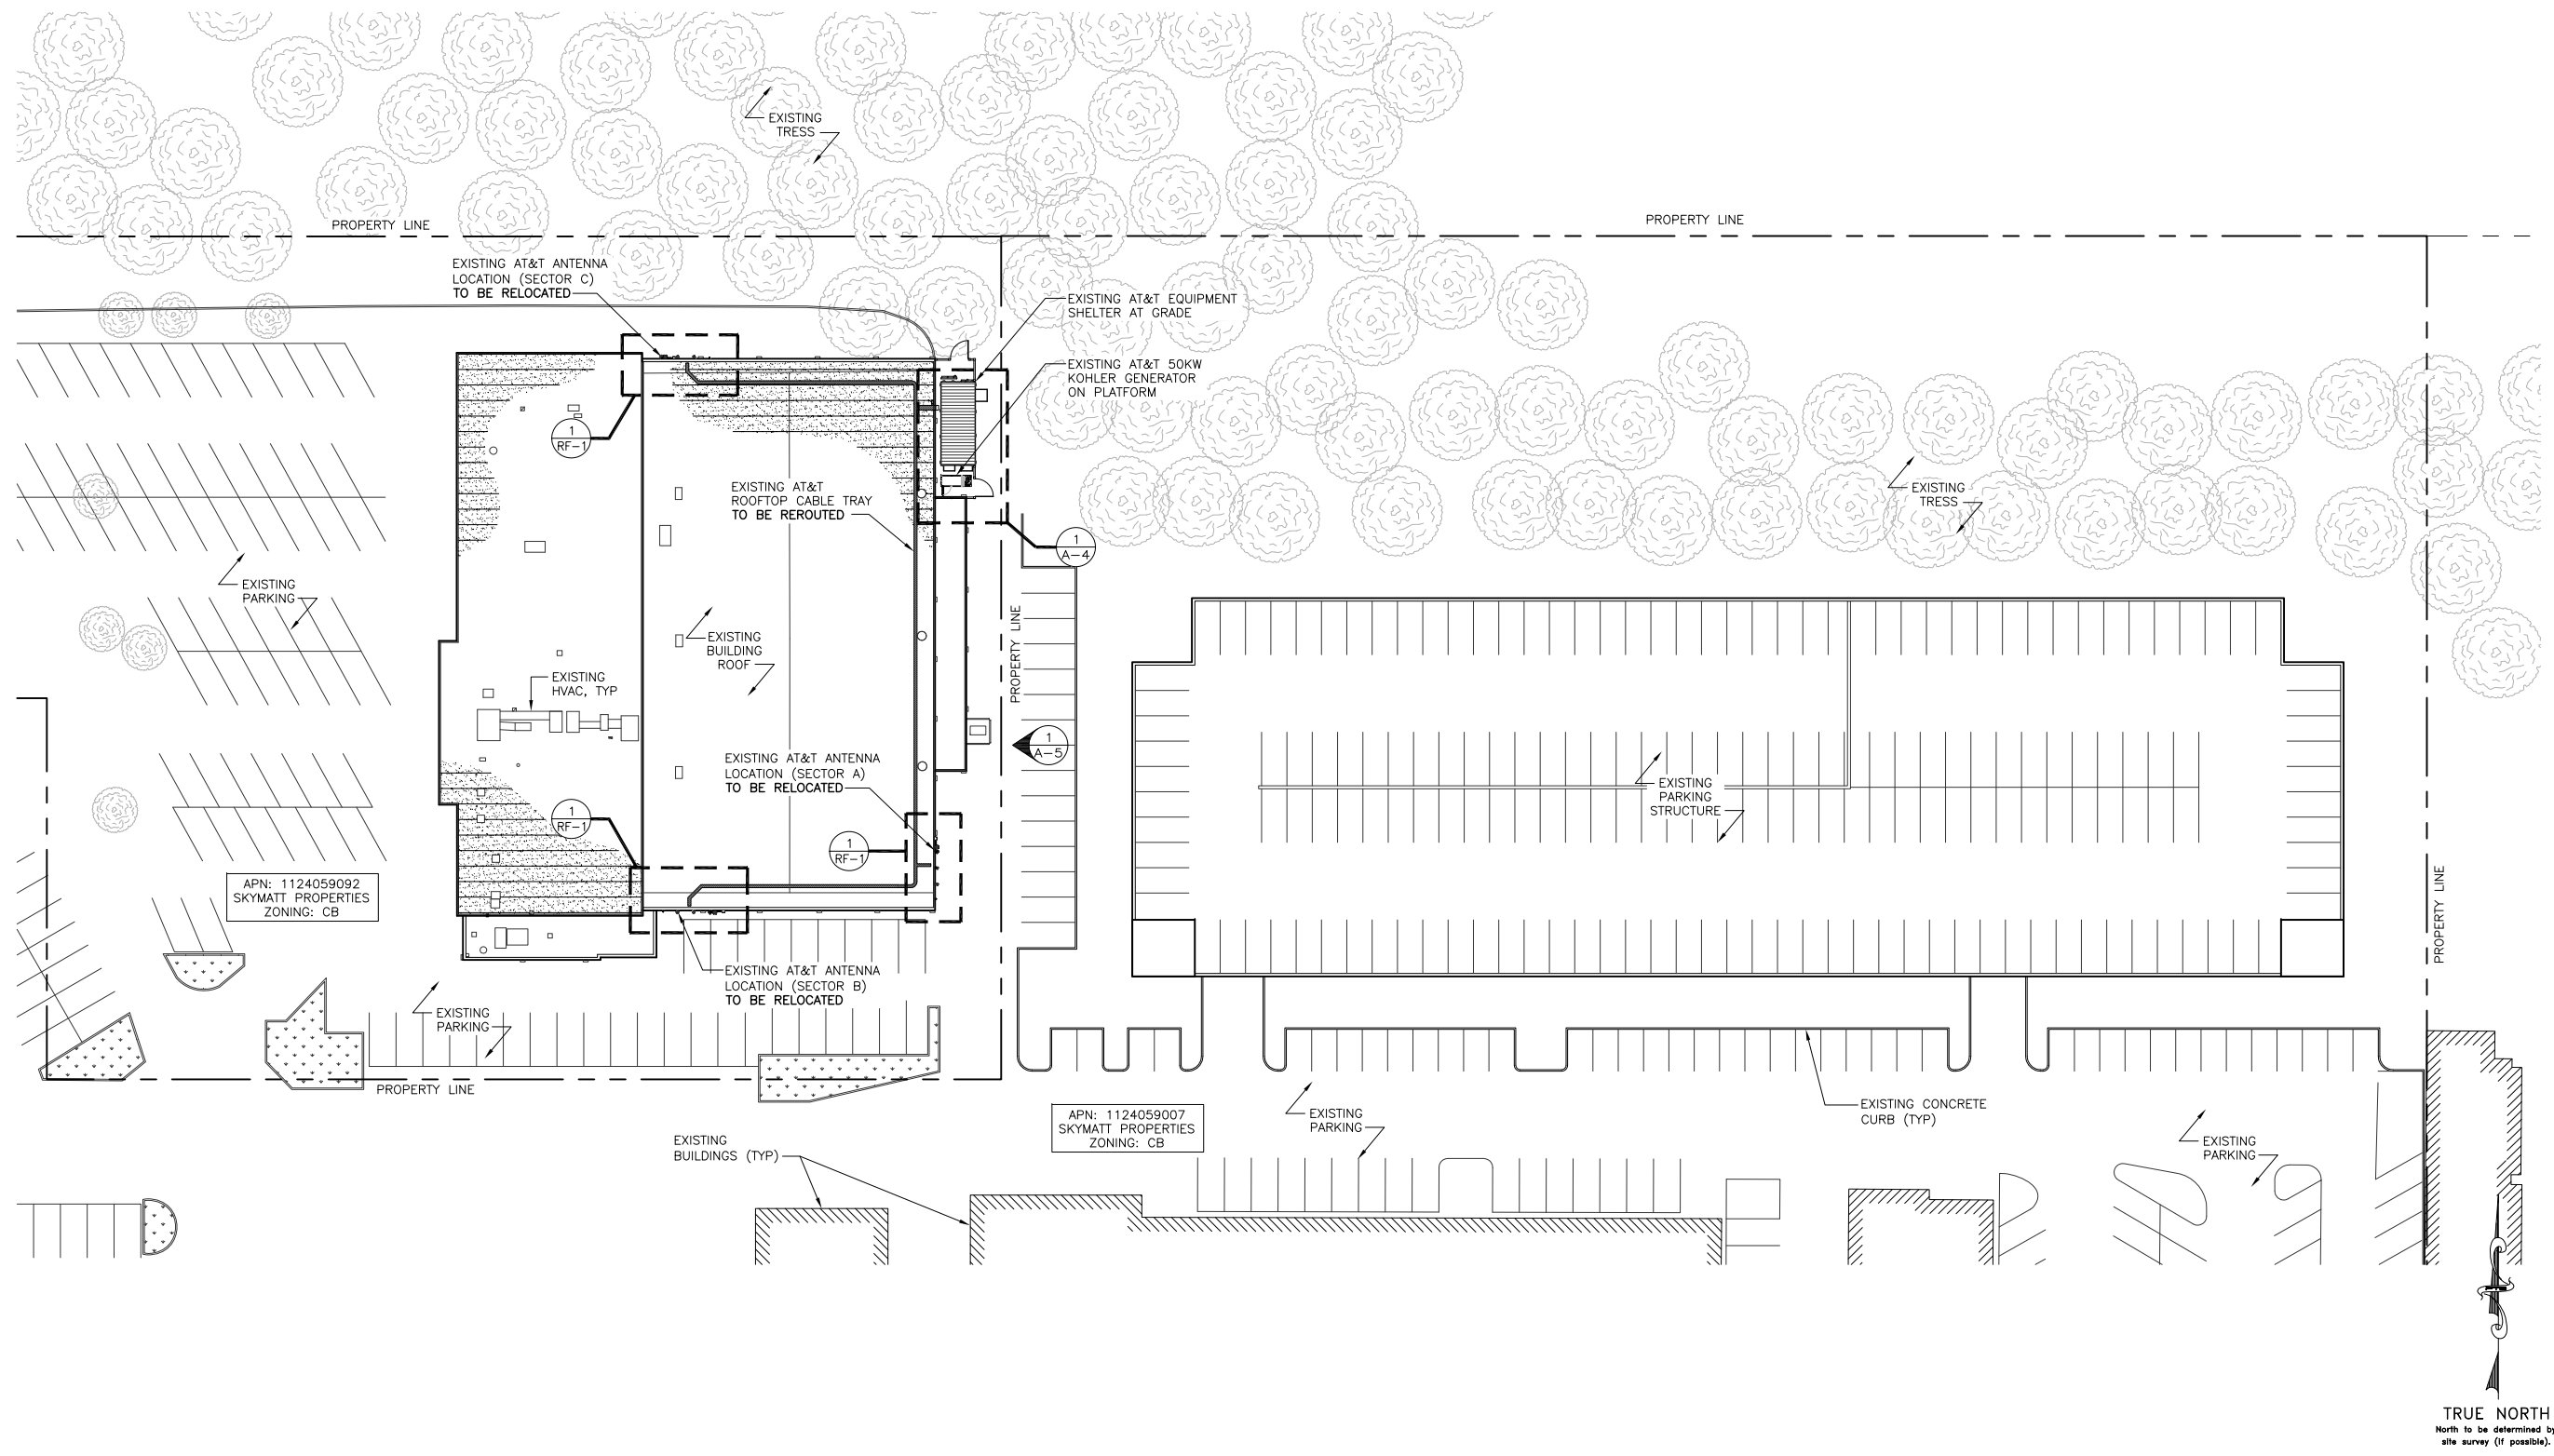 EXISTING
TRESS
PROPERTY LINE
PROPERTY LINE
EXISTING AT&T ANTENNA
LOCATION (SECTOR C)
TO BE RELOCATED
EXISTING AT&T EQUIPMENT
SHELTER AT GRADE
EXISTING AT&T 50KW
KOHLER GENERATOR
ON PLATFORM
1
RF-1
EXISTING AT&T
ROOFTOP CABLE TRAY
TO BE REROUTED
EXISTING
TRESS
1
A-4
EXISTING
PARKING
EXISTING
BUILDING
ROOF
PROPERTY LINE
EXISTING
HVAC, TYP
1
A-5
EXISTING AT&T ANTENNA
LOCATION (SECTOR A)
TO BE RELOCATED
EXISTING
PARKING
STRUCTURE
1
RF-1
1
RF-1
APN: 1124059092
SKYMATT PROPERTIES
ZONING: CB
PROPERTY LINE
EXISTING AT&T ANTENNA
LOCATION (SECTOR B)
TO BE RELOCATED
EXISTING
PARKING
PROPERTY LINE
APN: 1124059007
SKYMATT PROPERTIES
ZONING: CB
EXISTING
PARKING
EXISTING CONCRETE
CURB (TYP)
EXISTING
BUILDINGS (TYP)
EXISTING
PARKING
TRUE NORTH
North to be determined by
site survey (if possible).